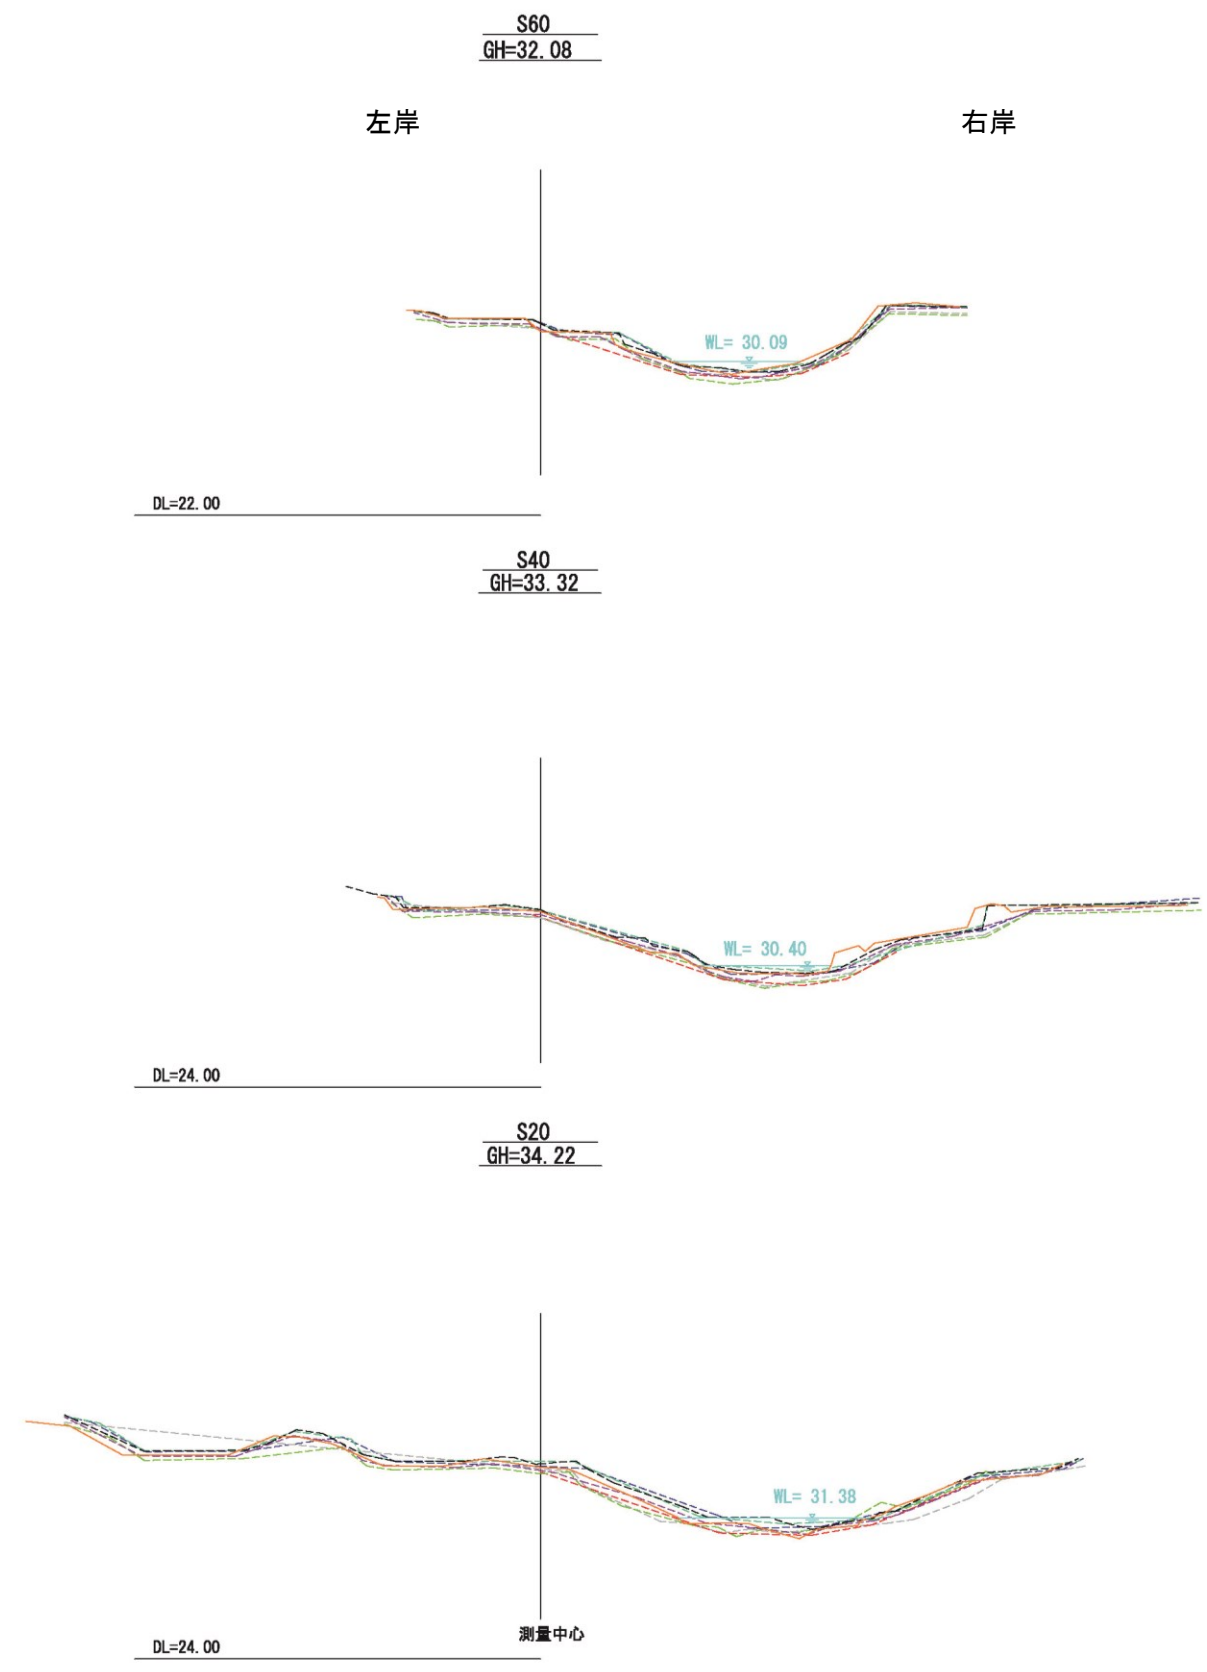 S60
GH=32.08
左岸
右岸
WL= 30.09
DL=22.00
S40
GH=33.32
WL= 30.40
DL=24.00
S20
GH=34.22
WL= 31.38
測量中心
DL=24.00